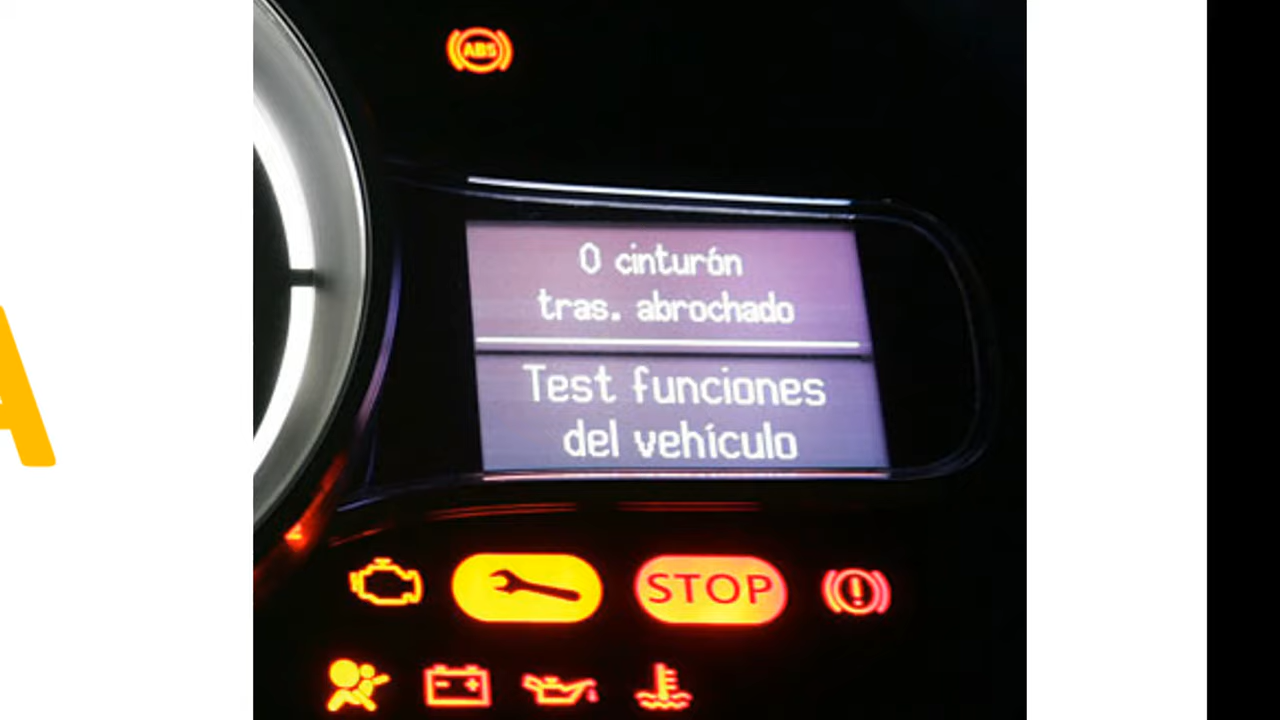 A
ABS
0 cinturón
tras. abrochado
Test funciones
del vehículo
STOP